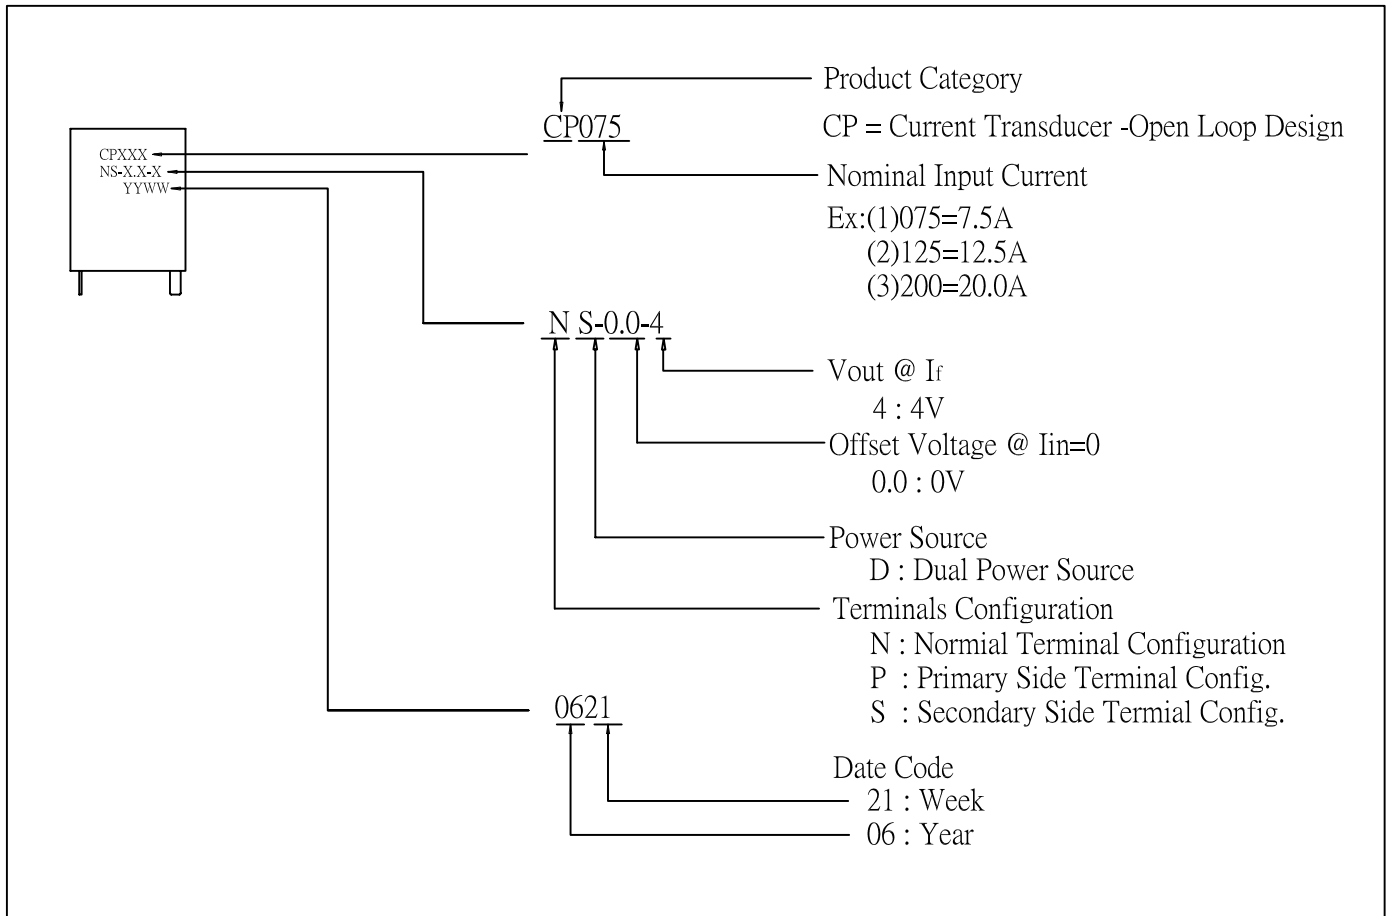 Product Category
CP075
CP = Current Transducer -Open Loop Design
CPXXX
NS-X.X-X
YYWW
Nominal Input Current
Ex:(1)075=7.5A
(2)125=12.5A
(3)200=20.0A
N S-0.0-4
Vout @ If
4 : 4V
Offset Voltage @ Iin=0
0.0 : 0V
Power Source
D : Dual Power Source
Terminals Configuration
N : Normial Terminal Configuration
P : Primary Side Terminal Config.
S : Secondary Side Termial Config.
0621
Date Code
21 : Week
06 : Year